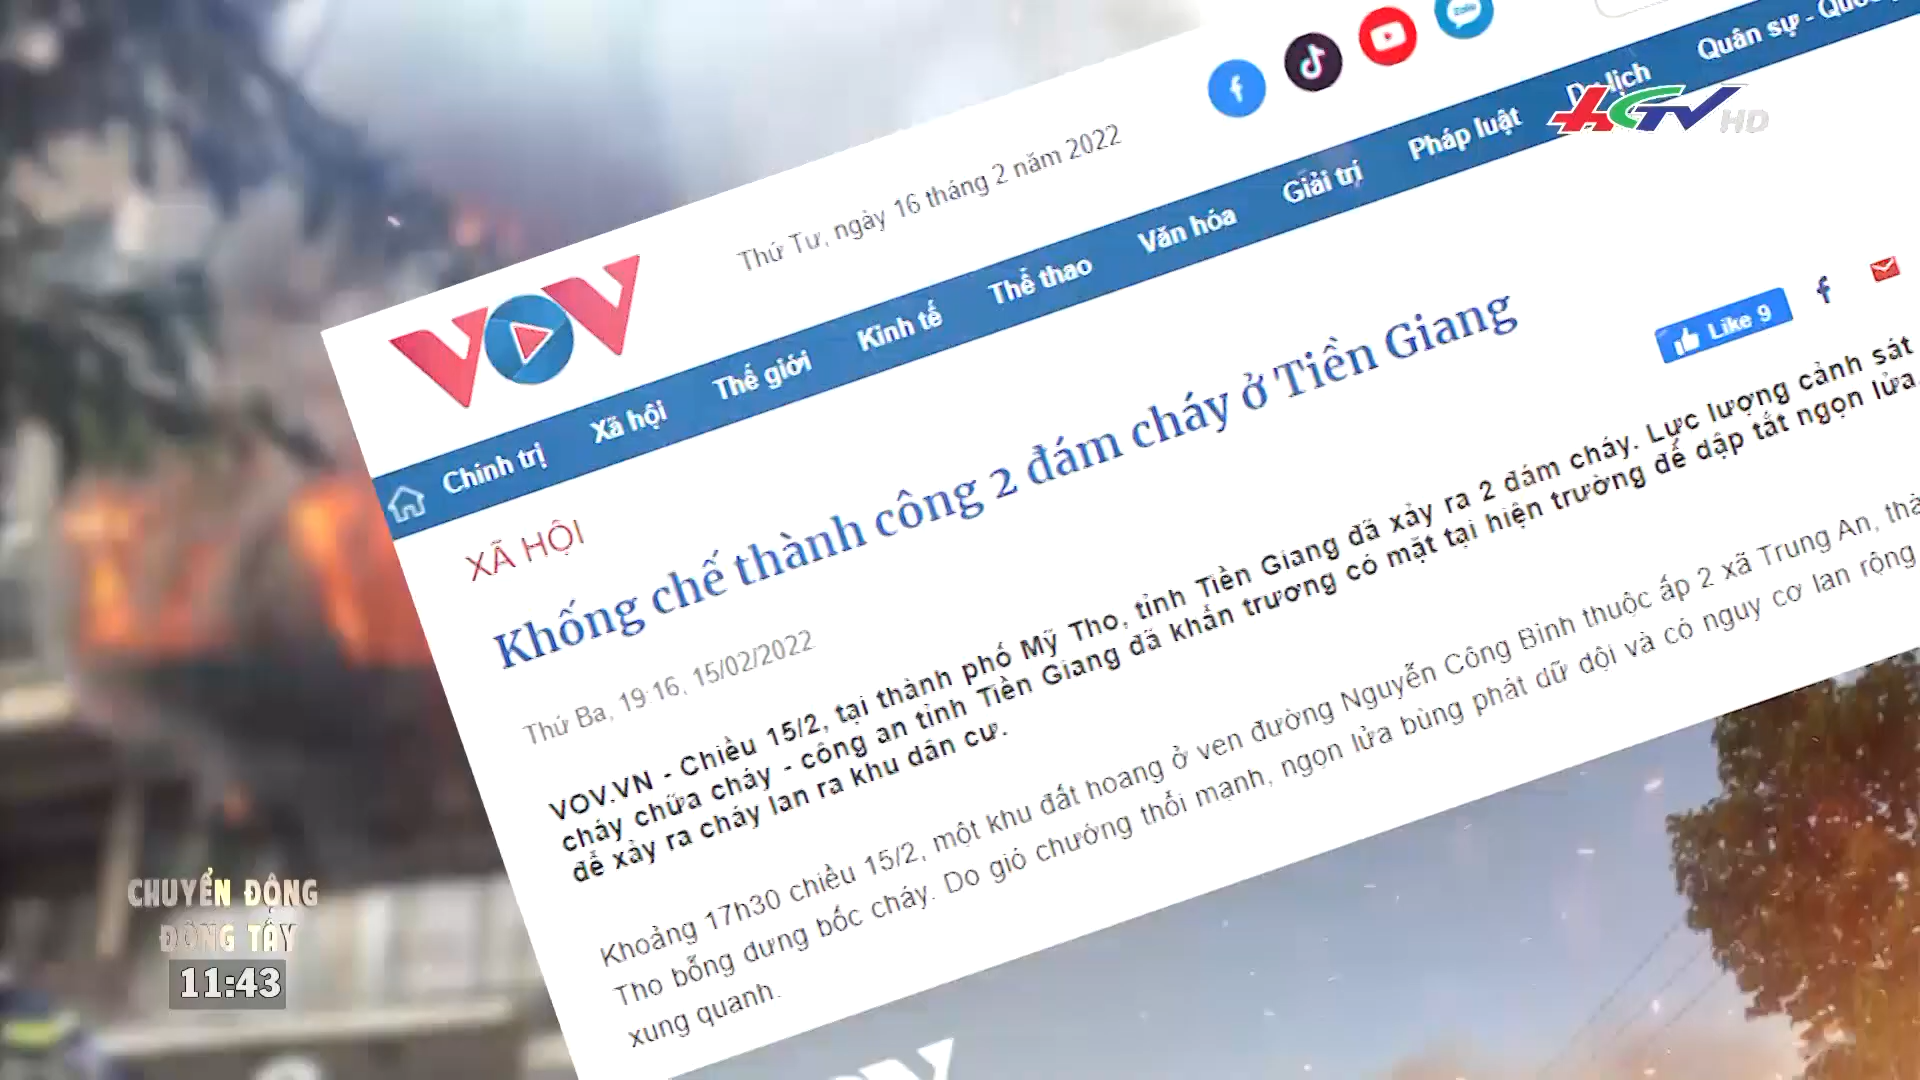 Thứ Tư, ngày 16 tháng 2 năm 2022
HGTV HD
VOV
Chính trị Xã hội Thế giới Kinh tế Thể thao Văn hóa Giải trí Pháp luật Du lịch Quân sự -
XÃ HỘI
Khống chế thành công 2 đám cháy ở Tiền Giang
Thứ Ba, 19:16, 15/02/2022
Like 9
VOV.VN - Chiều 15/2, tại thành phố Mỹ Tho, tỉnh Tiền Giang đã xảy ra 2 đám cháy. Lực lượng cảnh sát
cháy chữa cháy - công an tỉnh Tiền Giang đã khẩn trương có mặt tại hiện trường để dập tắt ngọn lửa,
để xảy ra cháy lan ra khu dân cư.
Khoảng 17h30 chiều 15/2, một khu đất hoang ở ven đường Nguyễn Công Bình thuộc ấp 2 xã Trung An,
Tho bỗng dưng bốc cháy. Do gió chướng thổi mạnh, ngọn lửa bùng phát dữ dội và có nguy cơ lan rộng
xung quanh.
CHUYỂN ĐỘNG
ĐÔNG TÂY
11:43